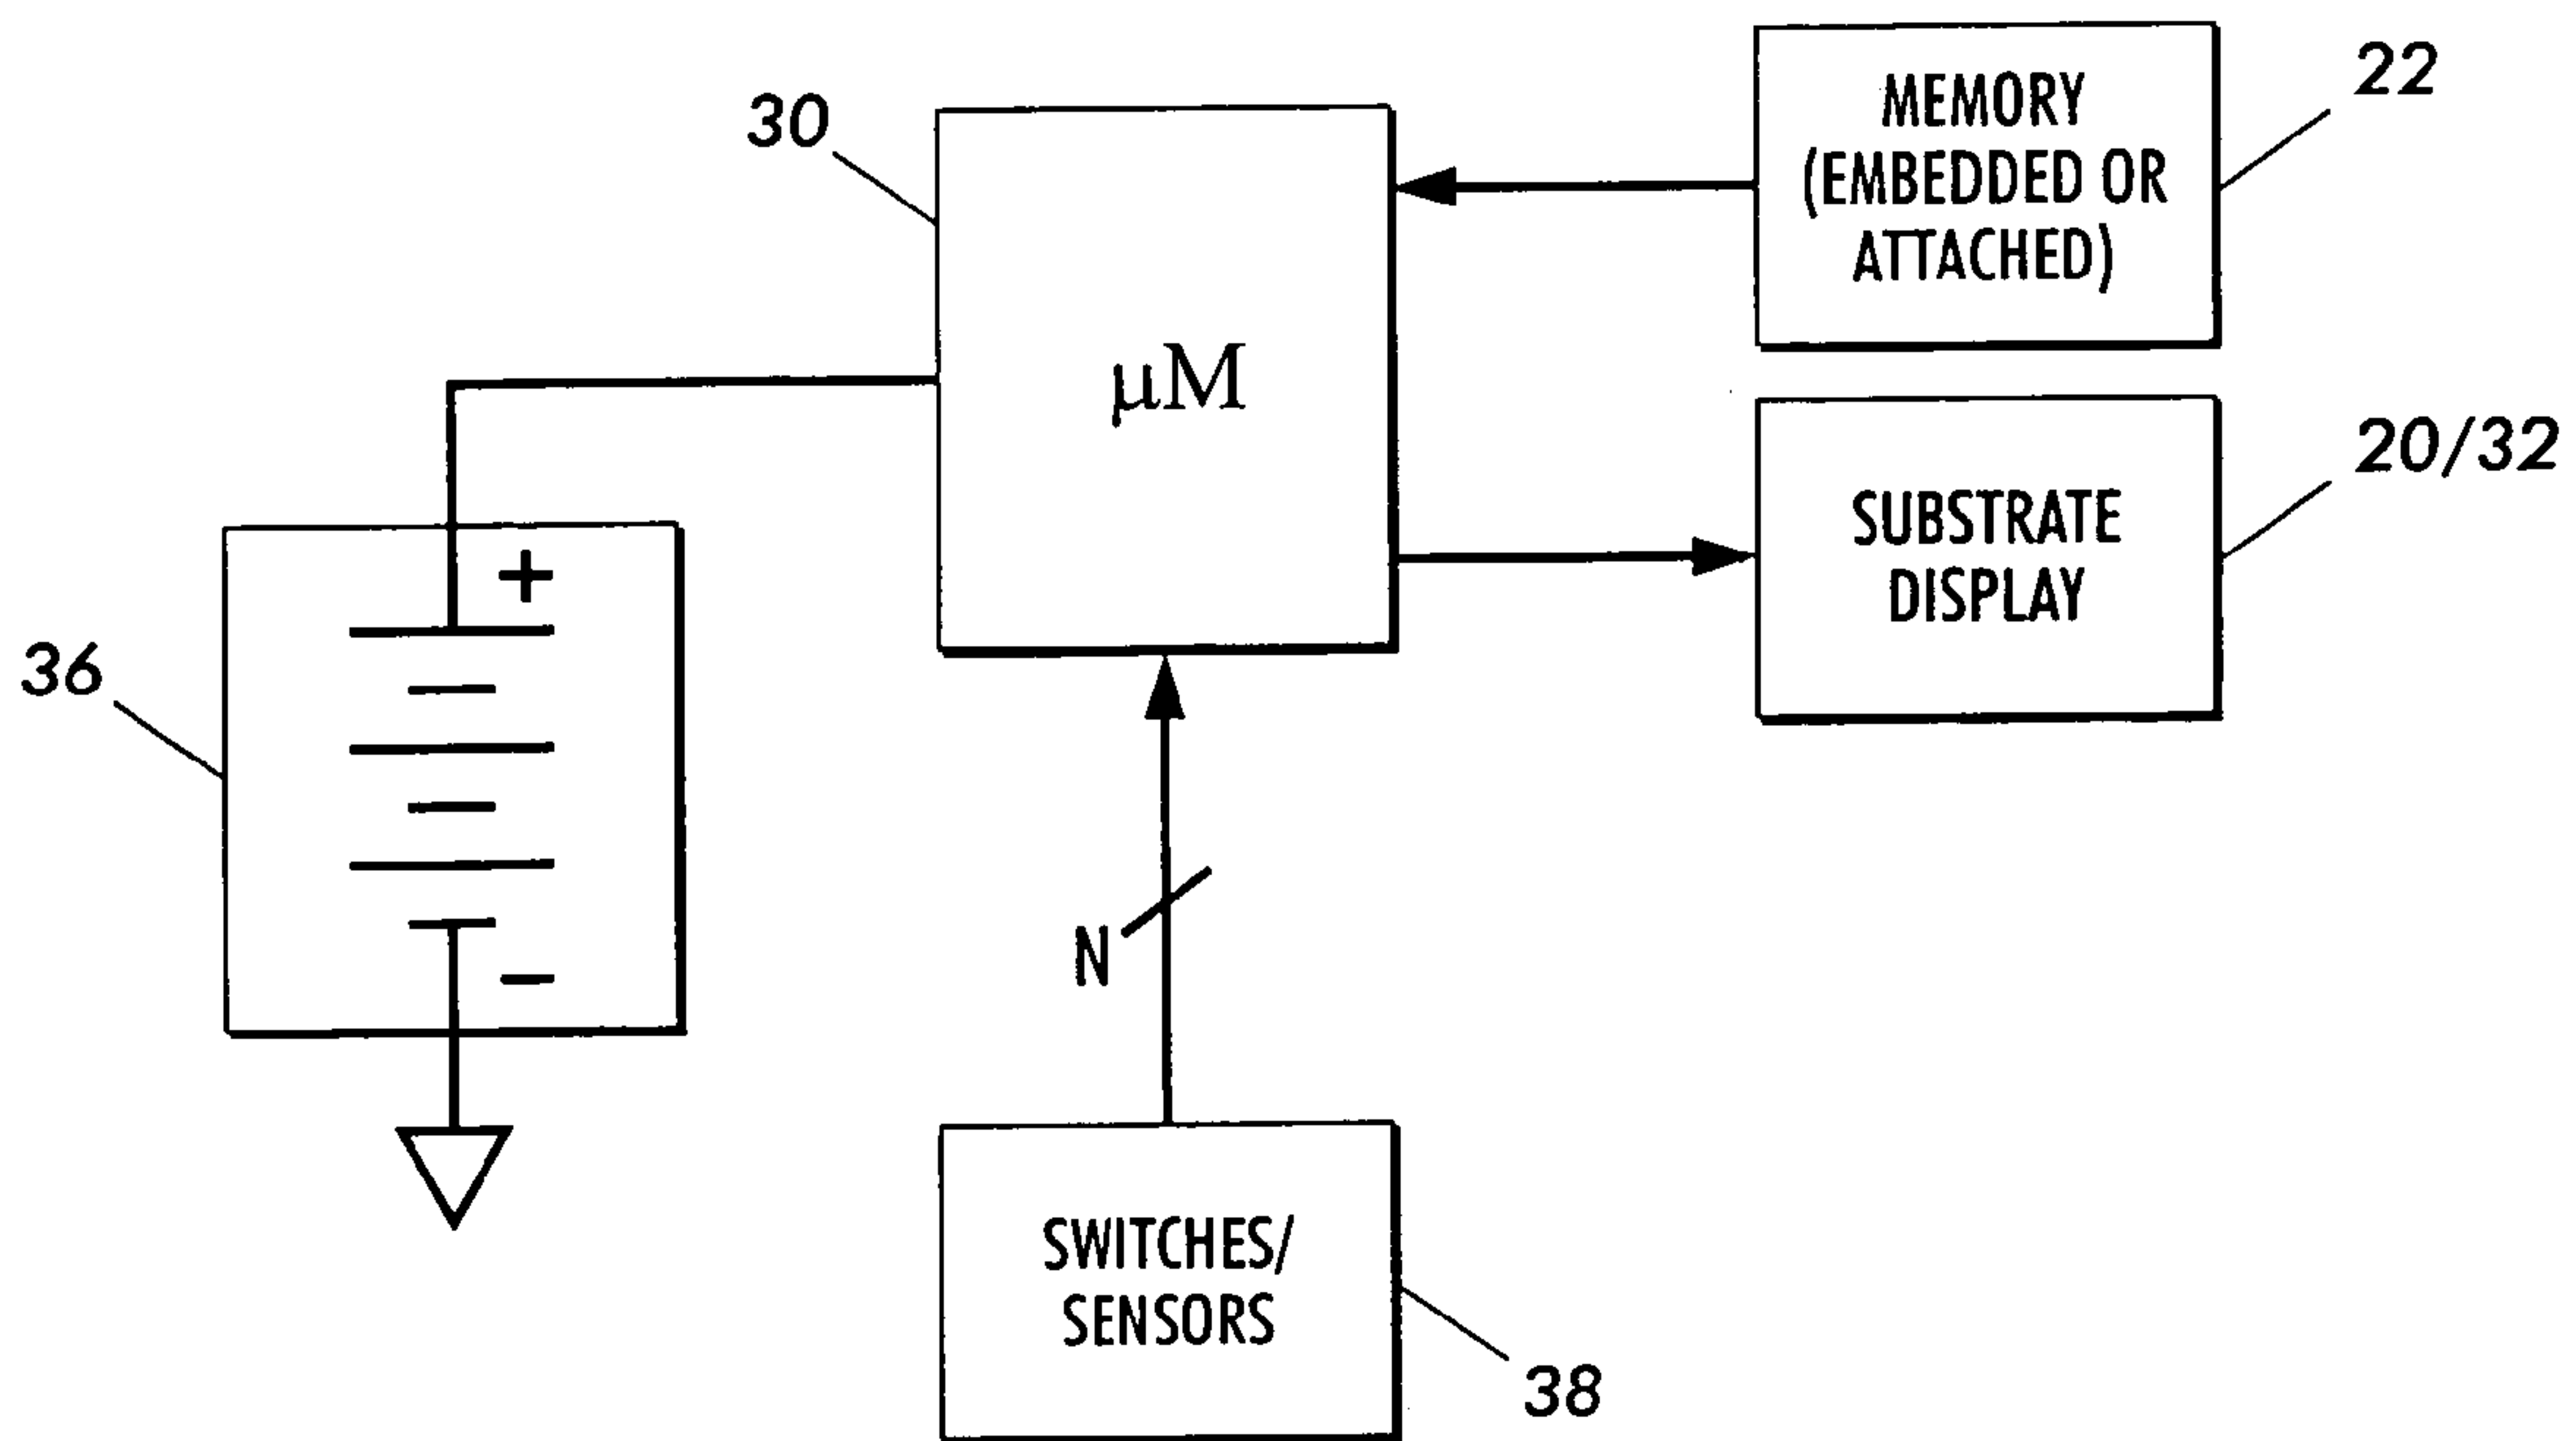 30
µM
MEMORY
(EMBEDDED OR
ATTACHED)
22
SUBSTRATE
DISPLAY
20/32
36
+
−
N
SWITCHES/
SENSORS
38